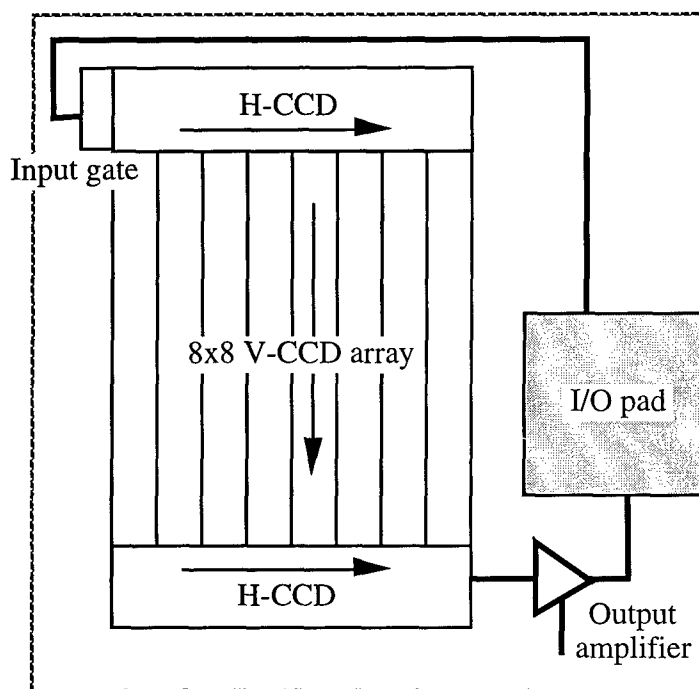 H-CCD
Input gate
8x8 V-CCD array
I/O pad
H-CCD
Output
amplifier